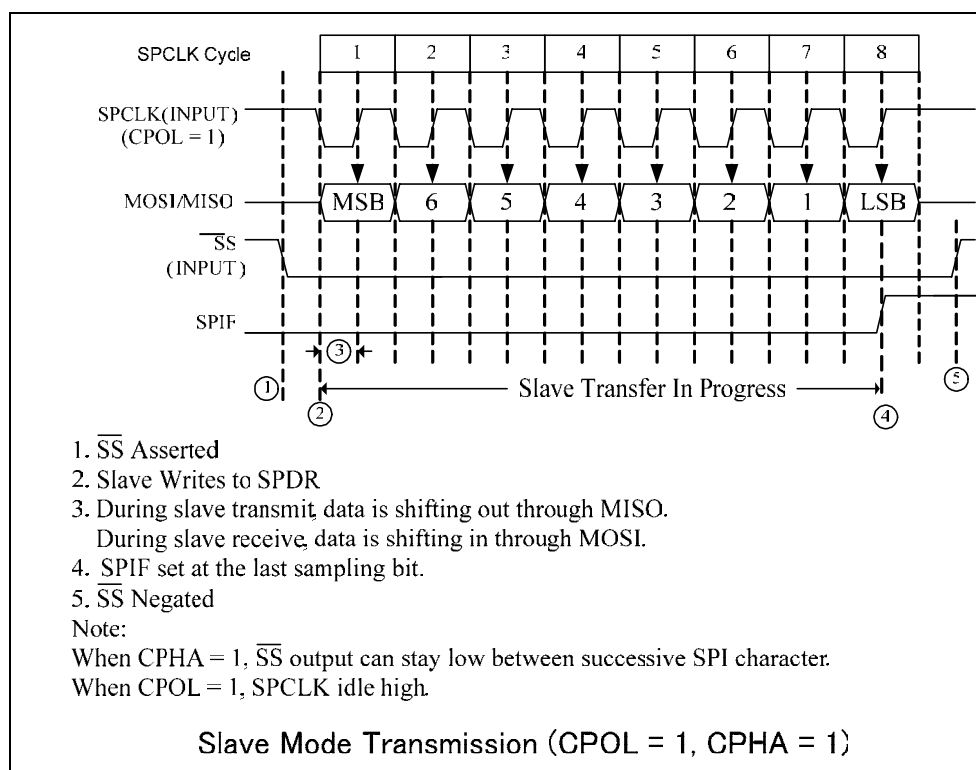 SPCLK Cycle 1 2 3 4 5 6 7 8
SPCLK(INPUT)
(CPOL = 1)
MOSI/MISO MSB 6 5 4 3 2 1 LSB
S̅S̅
(INPUT)
SPIF
③
① Slave Transfer In Progress ⑤
② ④
1. S̅S̅ Asserted
2. Slave Writes to SPDR
3. During slave transmit, data is shifting out through MISO.
During slave receive, data is shifting in through MOSI.
4. SPIF set at the last sampling bit.
5. S̅S̅ Negated
Note:
When CPHA = 1, S̅S̅ output can stay low between successive SPI character.
When CPOL = 1, SPCLK idle high.
Slave Mode Transmission (CPOL = 1, CPHA = 1)